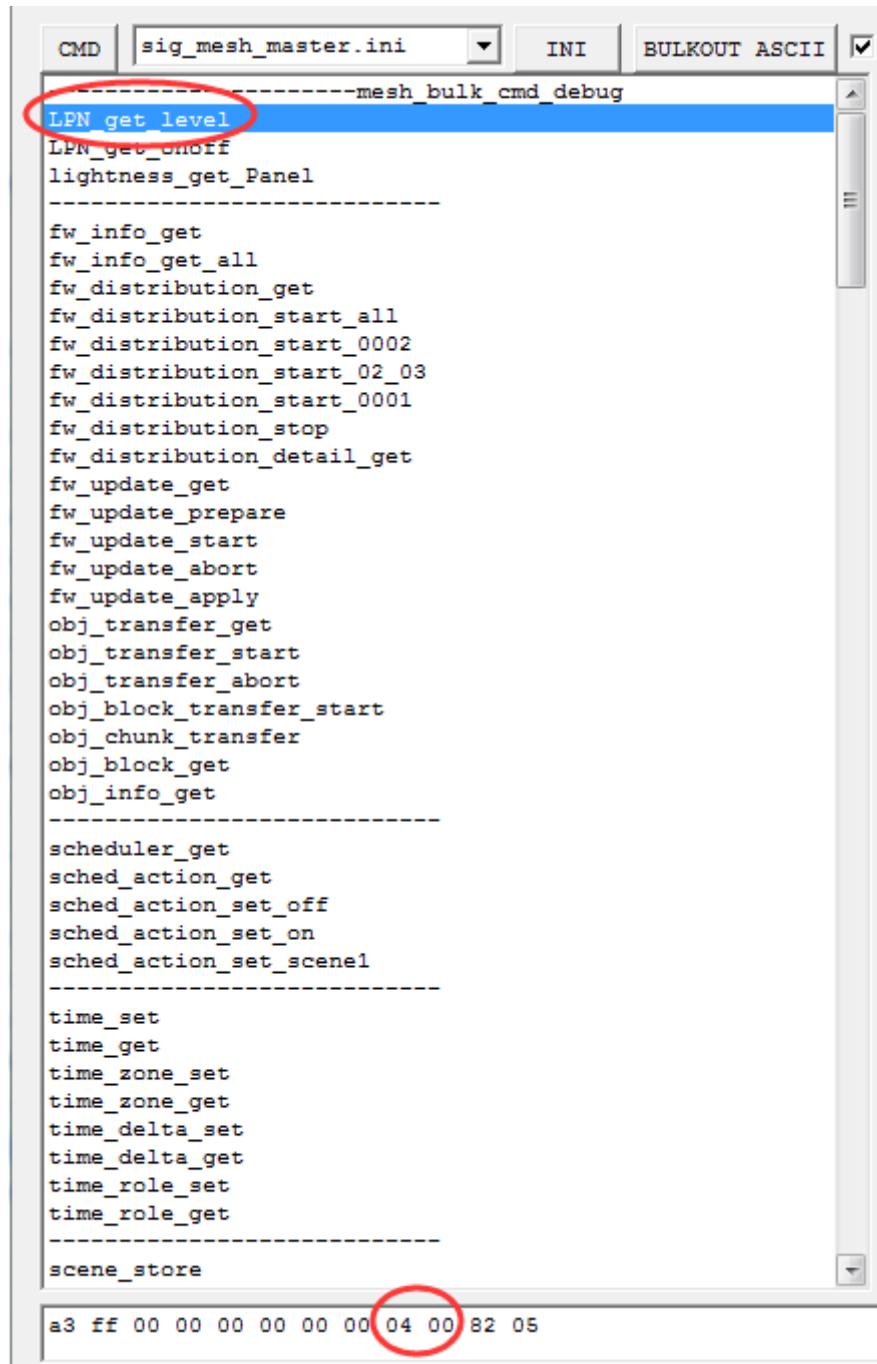 CMD sig_mesh_master.ini INI BULKOUT ASCII
----------------------mesh_bulk_cmd_debug
LPN_get_level
LPN_get_onoff
lightness_get_Panel
----------------------------
fw_info_get
fw_info_get_all
fw_distribution_get
fw_distribution_start_all
fw_distribution_start_0002
fw_distribution_start_02_03
fw_distribution_start_0001
fw_distribution_stop
fw_distribution_detail_get
fw_update_get
fw_update_prepare
fw_update_start
fw_update_abort
fw_update_apply
obj_transfer_get
obj_transfer_start
obj_transfer_abort
obj_block_transfer_start
obj_chunk_transfer
obj_block_get
obj_info_get
----------------------------
scheduler_get
sched_action_get
sched_action_set_off
sched_action_set_on
sched_action_set_scene1
----------------------------
time_set
time_get
time_zone_set
time_zone_get
time_delta_set
time_delta_get
time_role_set
time_role_get
----------------------------
scene_store
a3 ff 00 00 00 00 00 00 04 00 82 05